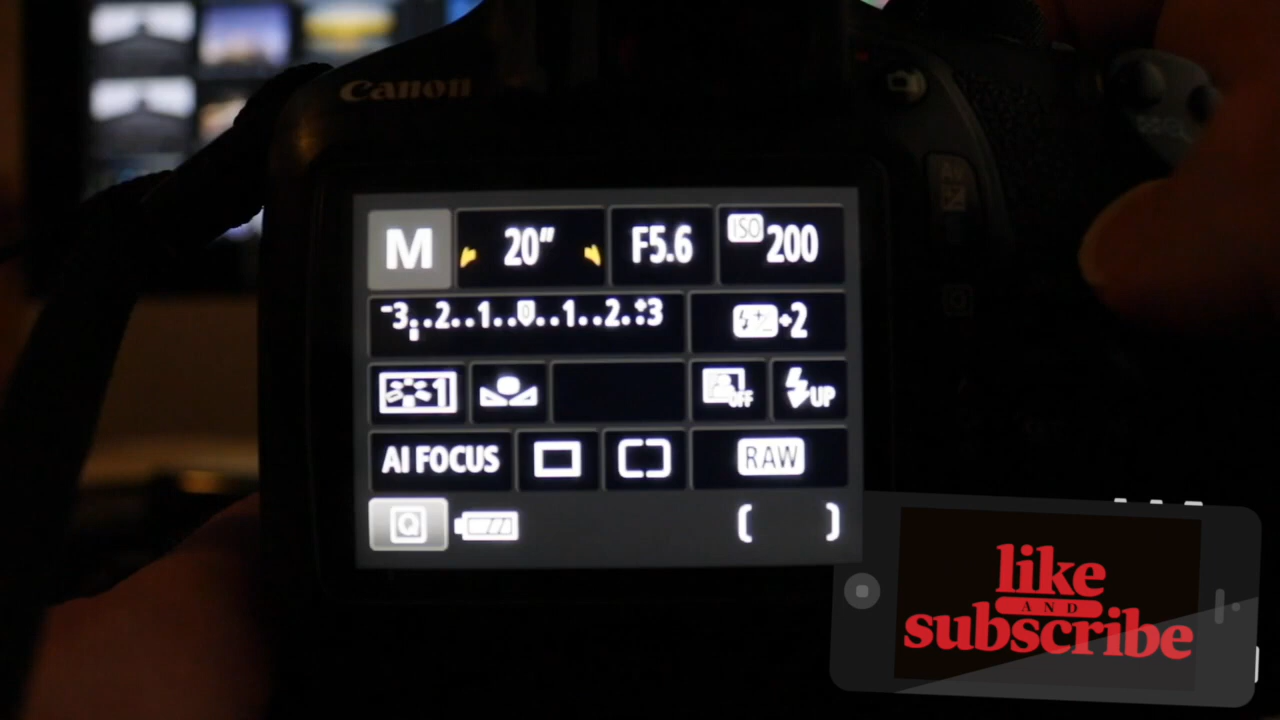 Canon
M 20" F5.6 ISO 200
-3..2..1..0..1..2..+3 +2
1 OFF UP
AI FOCUS RAW
Q [ ]
like
AND
subscribe